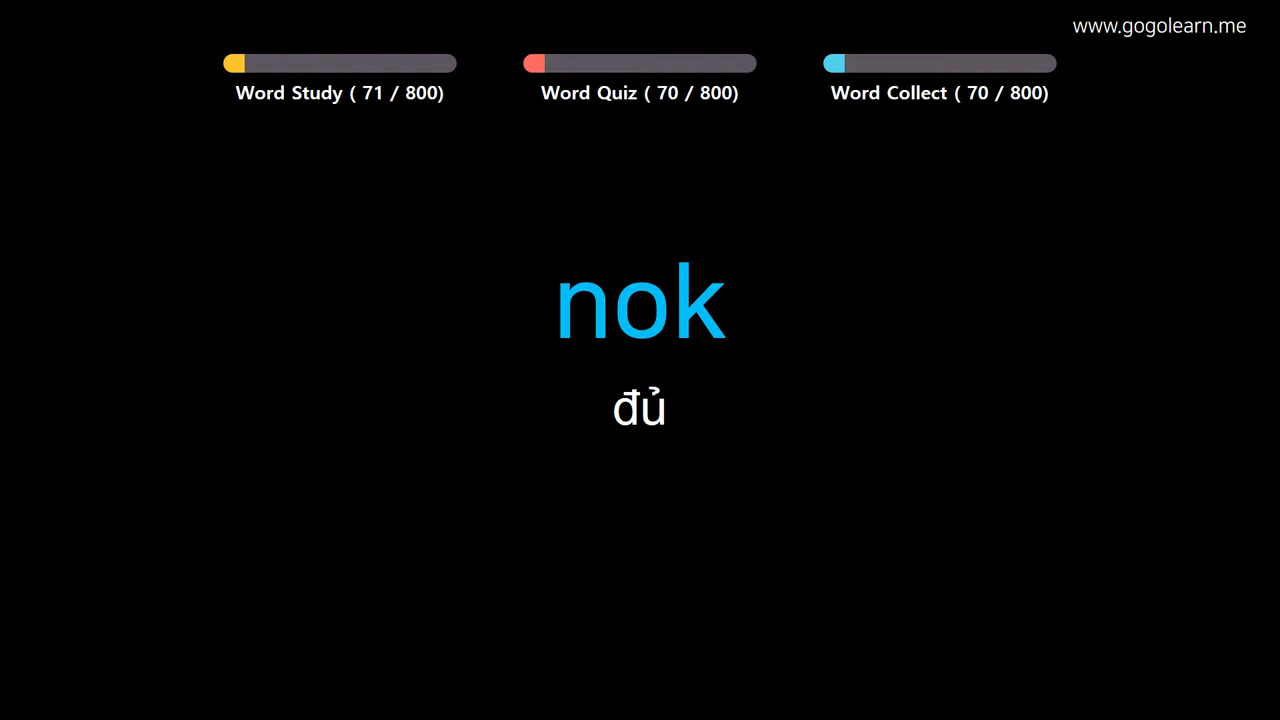 www.gogolearn.me
Word Study ( 71 / 800)
Word Quiz ( 70 / 800)
Word Collect ( 70 / 800)
nok
đủ